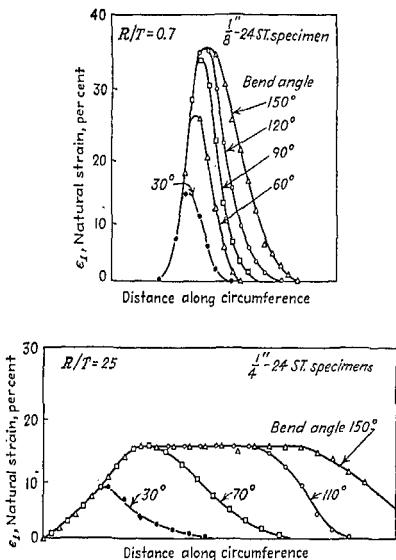 40
R/T=0.7
1/8"-24 ST. specimen
Bend angle
150°
120°
90°
60°
30°
30
20
10
0
ε₁, Natural strain, per cent
Distance along circumference
30
R/T=25
1/4"-24 ST. specimens
20
Bend angle 150°
10
30°
70°
110°
0
ε₁, Natural strain, per cent
Distance along circumference